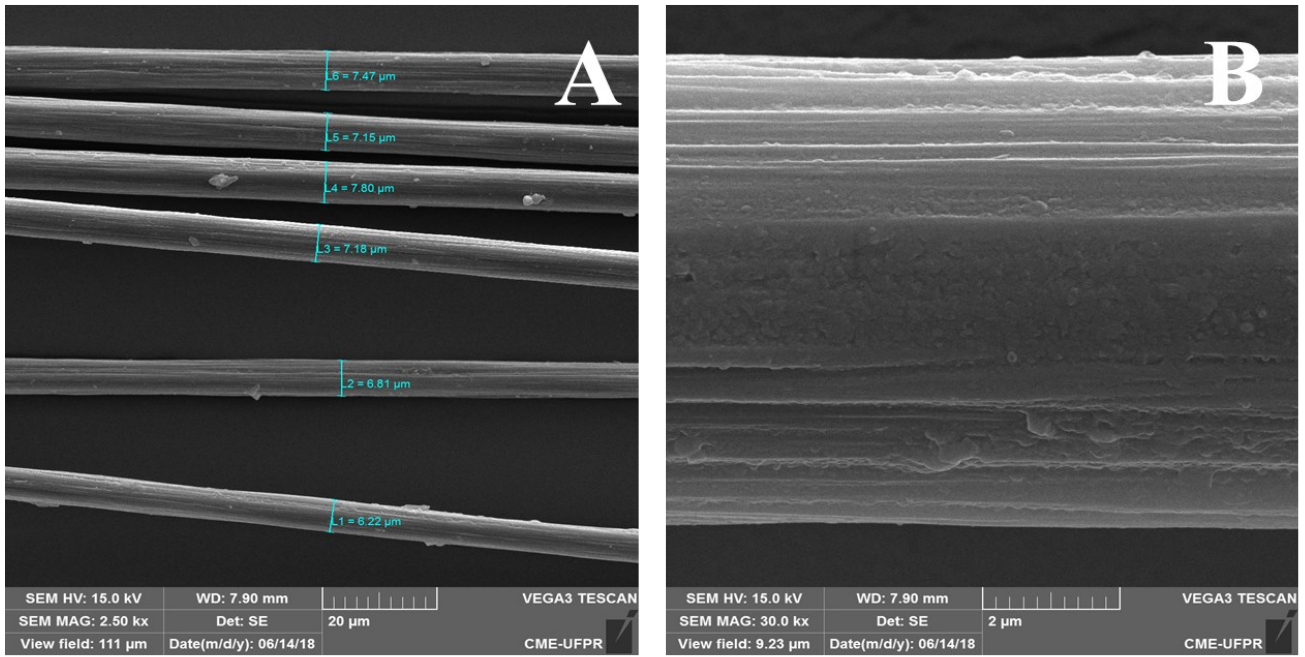 A
L6 = 7.47 µm
L5 = 7.15 µm
L4 = 7.80 µm
L3 = 7.18 µm
L2 = 6.81 µm
L1 = 6.22 µm
SEM HV: 15.0 kV WD: 7.90 mm VEGA3 TESCAN
SEM MAG: 2.50 kx Det: SE 20 µm
View field: 111 µm Date(m/d/y): 06/14/18 CME-UFPR
B
SEM HV: 15.0 kV WD: 7.90 mm VEGA3 TESCAN
SEM MAG: 30.0 kx Det: SE 2 µm
View field: 9.23 µm Date(m/d/y): 06/14/18 CME-UFPR